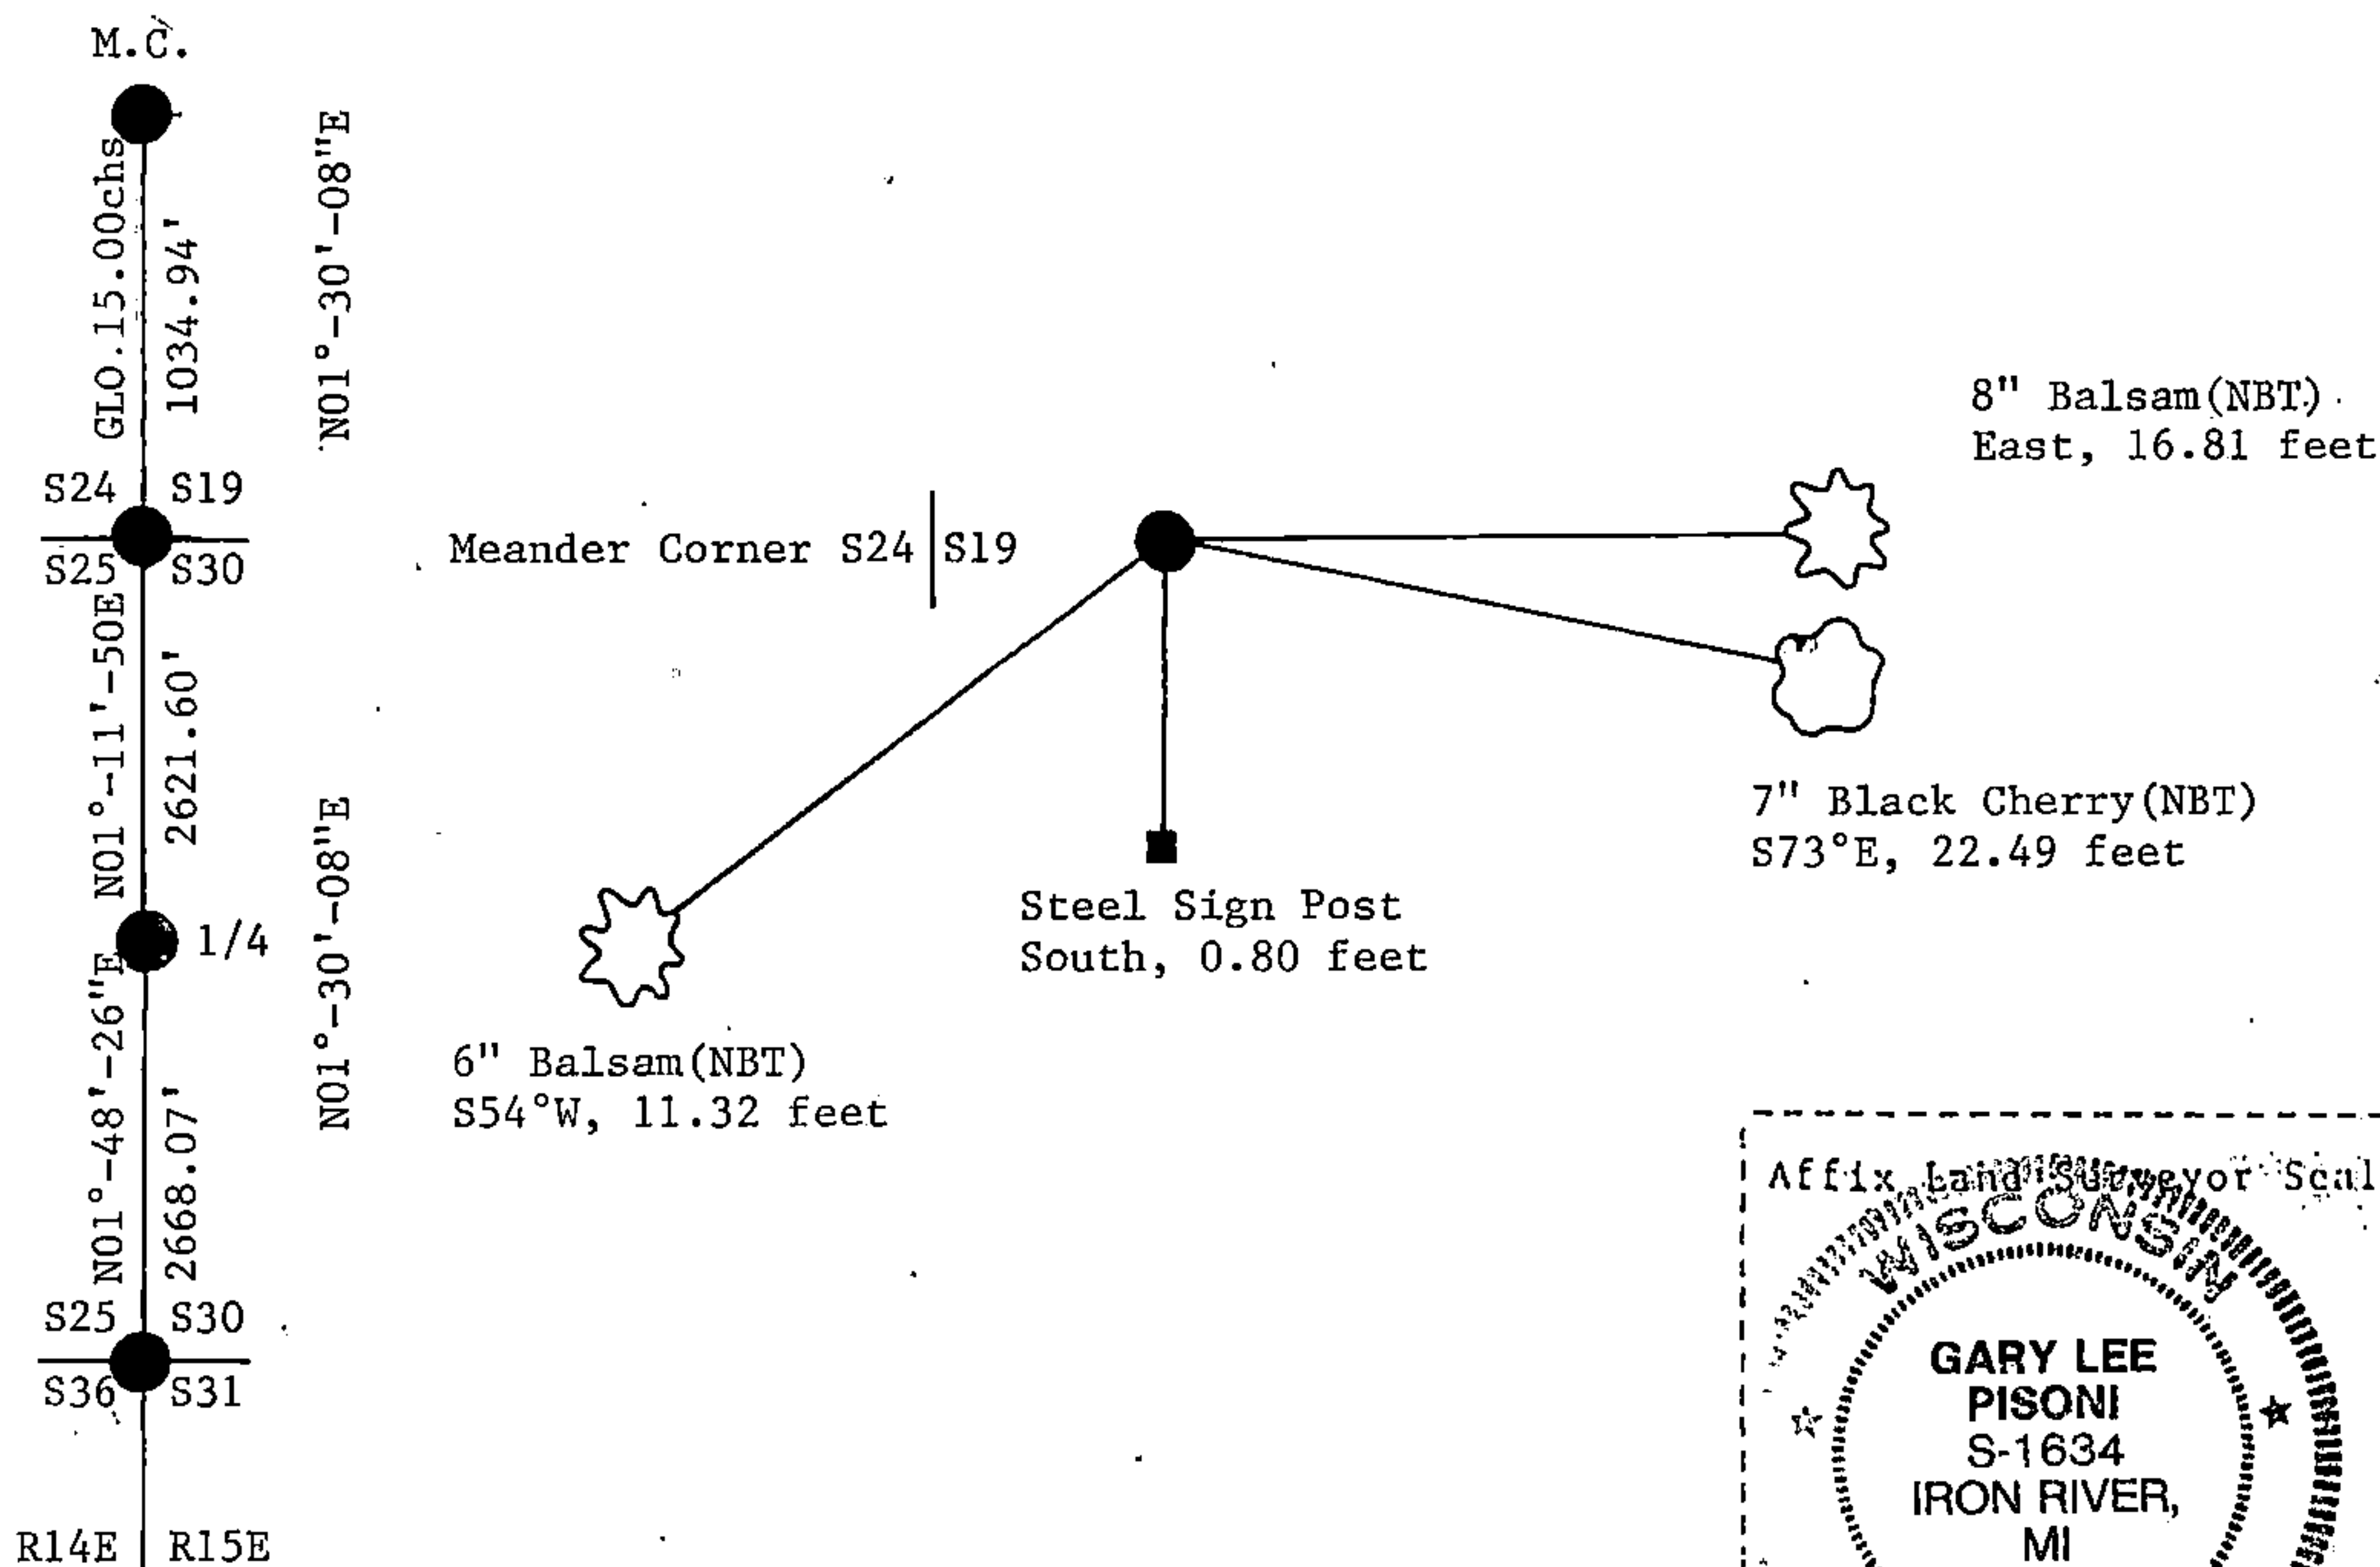 M.C.
GLO.15.00chs
1034.94'
N01°-30'-08"E
S24 S19
S25 S30
N01°-11'-50E
2621.60'
1/4
N01°-30'-08"E
N01°-48'-26"E
2668.07'
S25 S30
S36 S31
R14E R15E
Meander Corner S24 S19
8" Balsam(NBT)
East, 16.81 feet
7" Black Cherry(NBT)
S73°E, 22.49 feet
Steel Sign Post
South, 0.80 feet
6" Balsam(NBT)
S54°W, 11.32 feet
Affix Land Surveyor Seal
WISCONSIN
GARY LEE
PISONI
S-1634
IRON RIVER,
MI